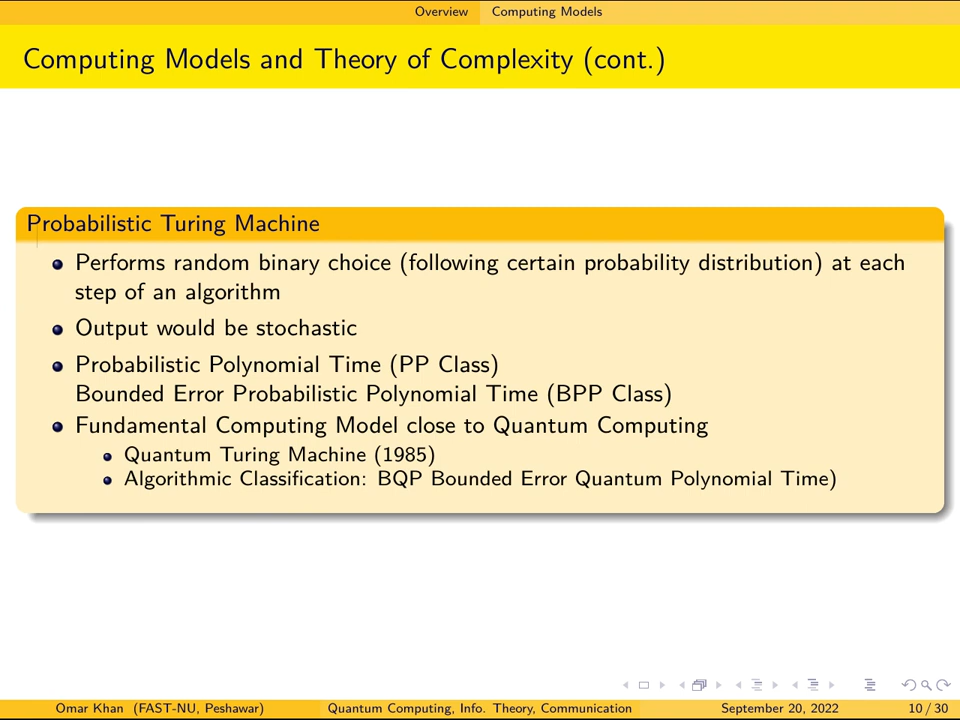 Overview Computing Models
Computing Models and Theory of Complexity (cont.)
Probabilistic Turing Machine
Performs random binary choice (following certain probability distribution) at each
step of an algorithm
Output would be stochastic
Probabilistic Polynomial Time (PP Class)
Bounded Error Probabilistic Polynomial Time (BPP Class)
Fundamental Computing Model close to Quantum Computing
Quantum Turing Machine (1985)
Algorithmic Classification: BQP Bounded Error Quantum Polynomial Time)
Omar Khan (FAST-NU, Peshawar) Quantum Computing, Info. Theory, Communication September 20, 2022 10 / 30